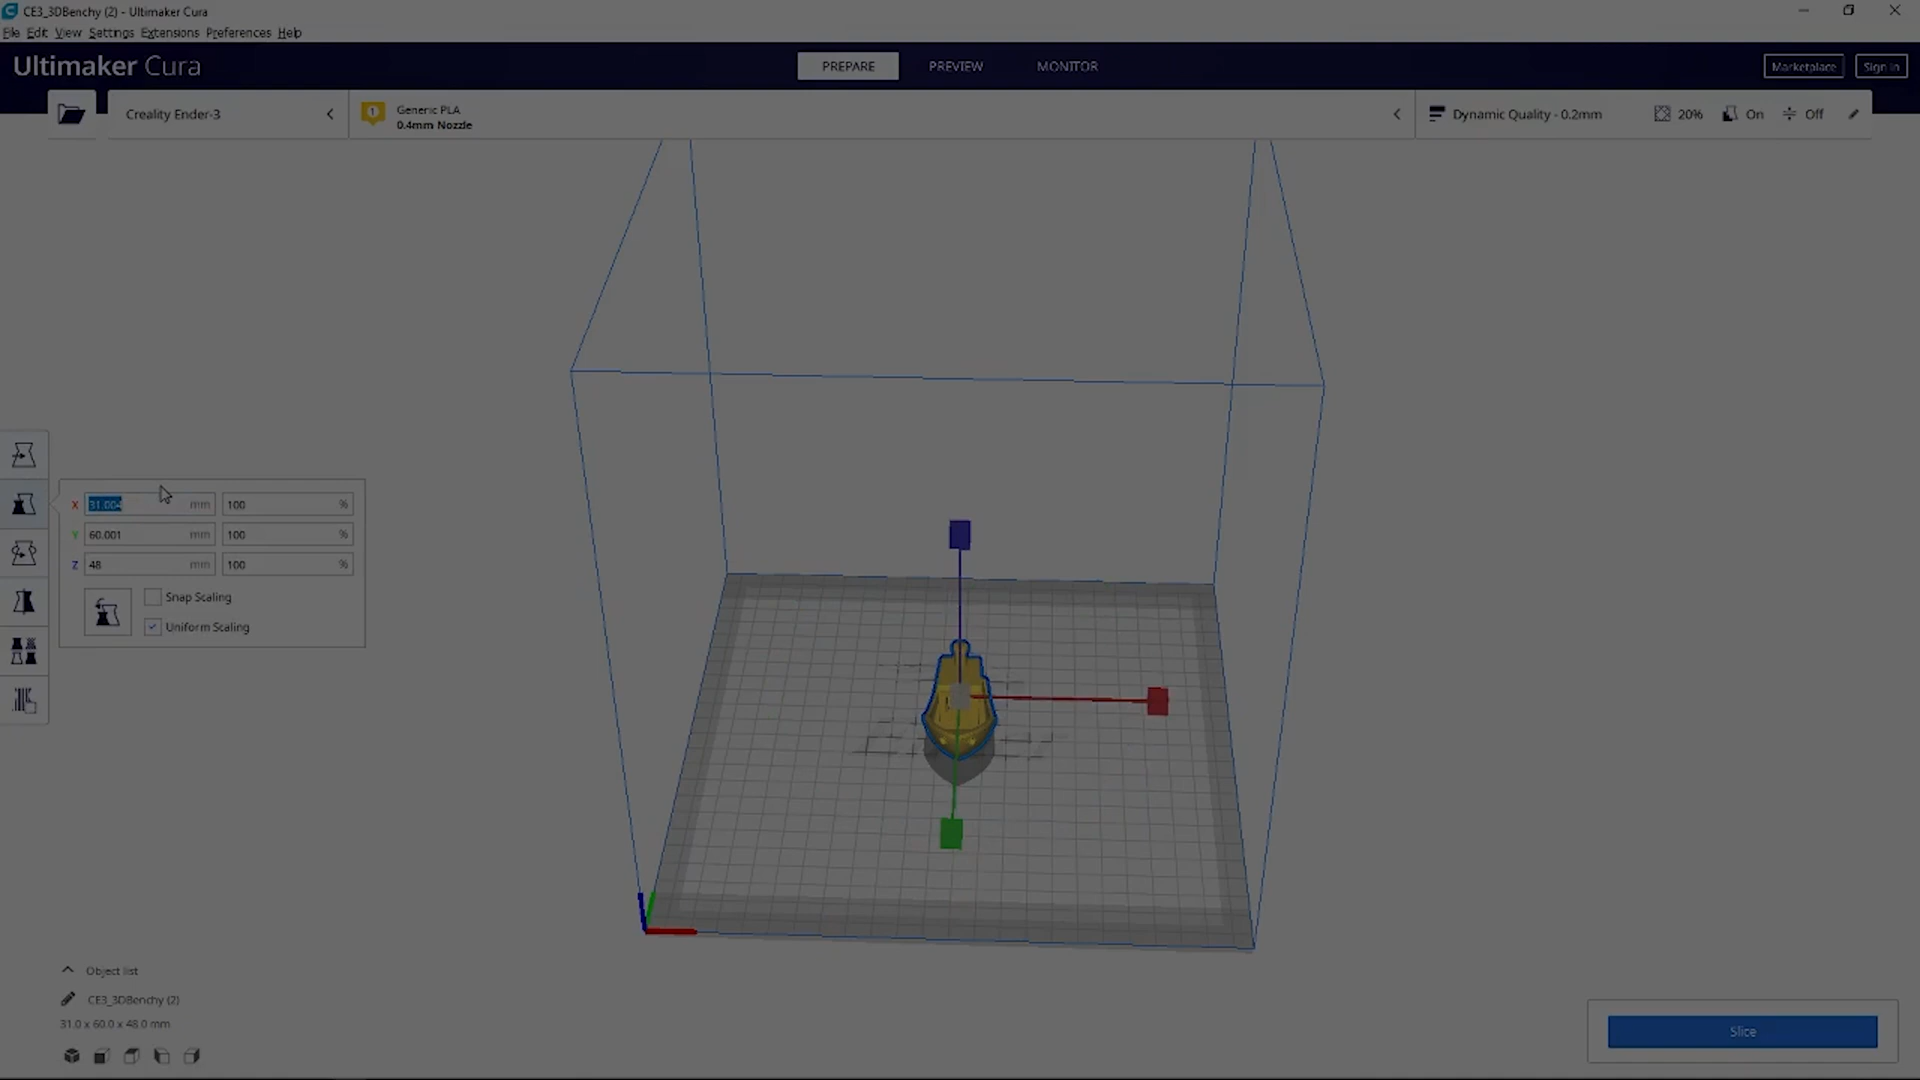 CE3_3DBenchy (2) - Ultimaker Cura
File Edit View Settings Extensions Preferences Help
Ultimaker Cura
PREPARE
PREVIEW
MONITOR
Marketplace
Sign in
Creality Ender-3
1
Generic PLA
0.4mm Nozzle
Dynamic Quality - 0.2mm
20%
On
Off
X 31.004 mm 100 %
Y 60.001 mm 100 %
Z 48 mm 100 %
Snap Scaling
Uniform Scaling
Object list
CE3_3DBenchy (2)
31.0 x 60.0 x 48.0 mm
Slice